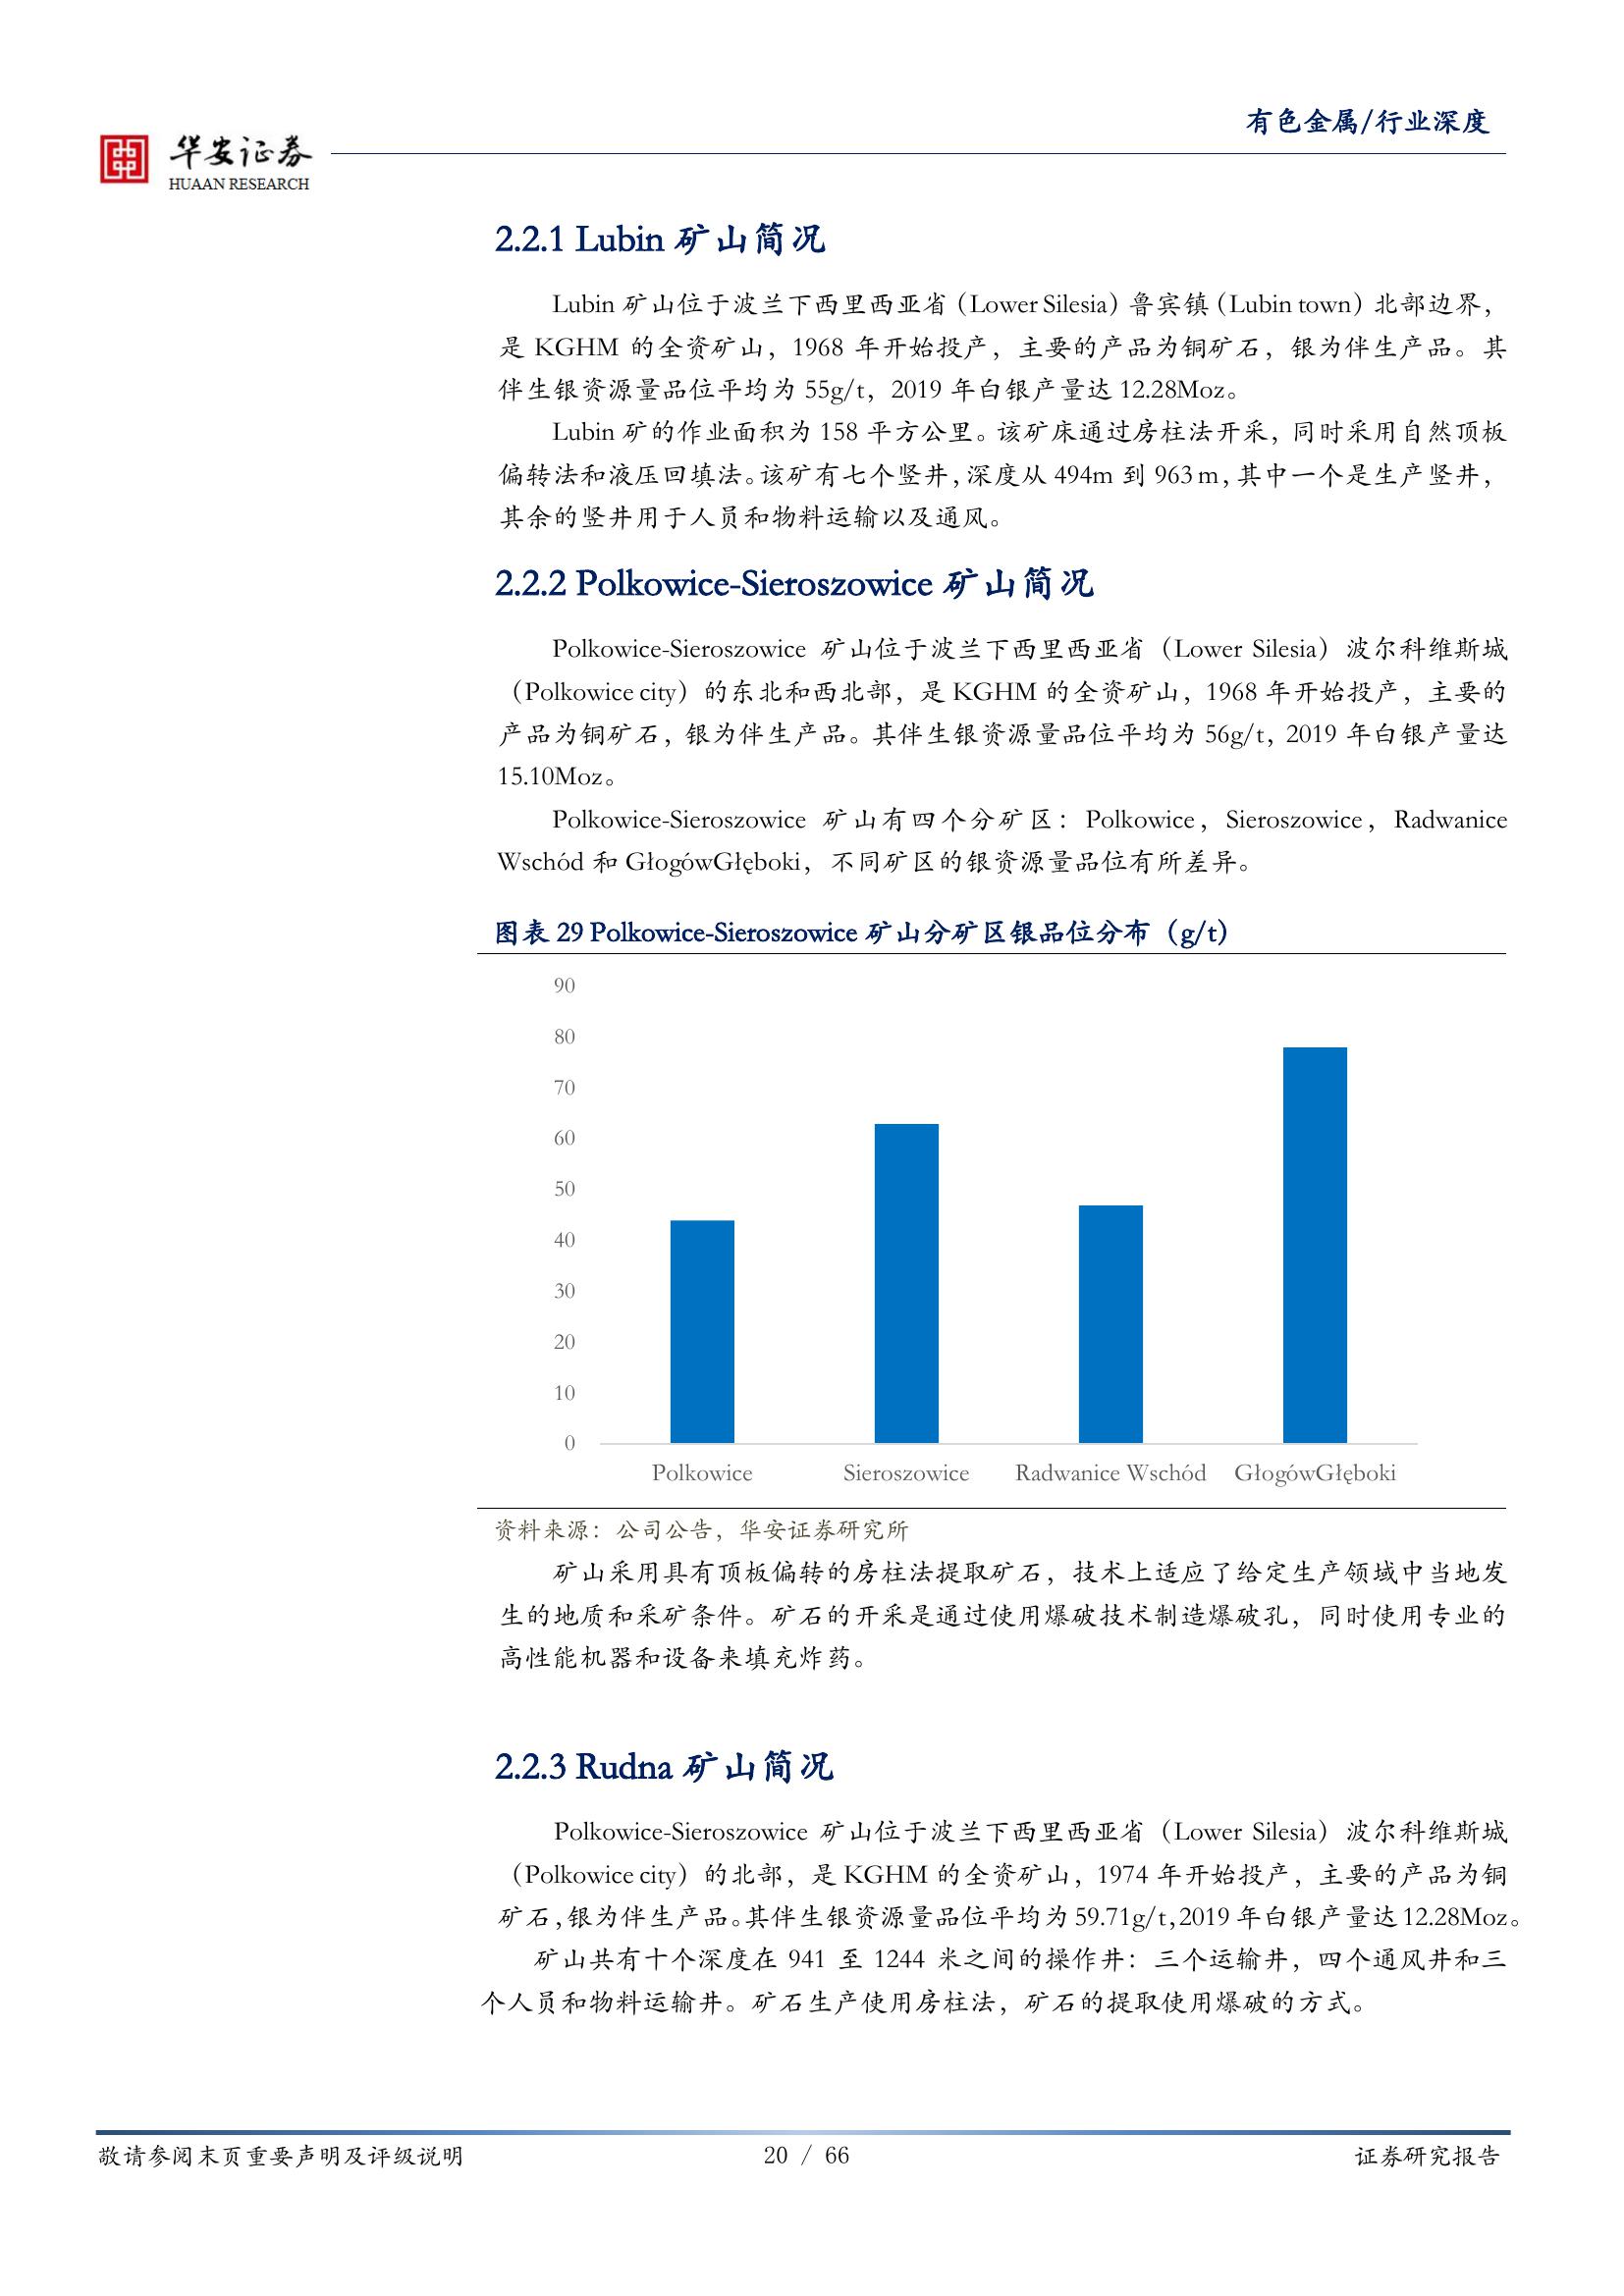 有色金属/行业深度
华安证券
HUAAN RESEARCH
2.2.1 Lubin 矿山简况
Lubin 矿山位于波兰下西里西亚省（Lower Silesia）鲁宾镇（Lubin town）北部边界，
是 KGHM 的全资矿山，1968 年开始投产，主要的产品为铜矿石，银为伴生产品。其
伴生银资源量品位平均为 55g/t，2019 年白银产量达 12.28Moz。
Lubin 矿的作业面积为 158 平方公里。该矿床通过房柱法开采，同时采用自然顶板
偏转法和液压回填法。该矿有七个竖井，深度从 494m 到 963 m，其中一个是生产竖井，
其余的竖井用于人员和物料运输以及通风。
2.2.2 Polkowice-Sieroszowice 矿山简况
Polkowice-Sieroszowice 矿山位于波兰下西里西亚省（Lower Silesia）波尔科维斯城
（Polkowice city）的东北和西北部，是 KGHM 的全资矿山，1968 年开始投产，主要的
产品为铜矿石，银为伴生产品。其伴生银资源量品位平均为 56g/t，2019 年白银产量达
15.10Moz。
Polkowice-Sieroszowice 矿山有四个分矿区：Polkowice，Sieroszowice，Radwanice
Wschód 和 GłogówGłęboki，不同矿区的银资源量品位有所差异。
图表 29 Polkowice-Sieroszowice 矿山分矿区银品位分布（g/t）
90
80
70
60
50
40
30
20
10
0
Polkowice Sieroszowice Radwanice Wschód GłogówGłęboki
资料来源：公司公告，华安证券研究所
矿山采用具有顶板偏转的房柱法提取矿石，技术上适应了给定生产领域中当地发
生的地质和采矿条件。矿石的开采是通过使用爆破技术制造爆破孔，同时使用专业的
高性能机器和设备来填充炸药。
2.2.3 Rudna 矿山简况
Polkowice-Sieroszowice 矿山位于波兰下西里西亚省（Lower Silesia）波尔科维斯城
（Polkowice city）的北部，是 KGHM 的全资矿山，1974 年开始投产，主要的产品为铜
矿石，银为伴生产品。其伴生银资源量品位平均为 59.71g/t，2019 年白银产量达 12.28Moz。
矿山共有十个深度在 941 至 1244 米之间的操作井：三个运输井，四个通风井和三
个人员和物料运输井。矿石生产使用房柱法，矿石的提取使用爆破的方式。
敬请参阅末页重要声明及评级说明 20 / 66 证券研究报告